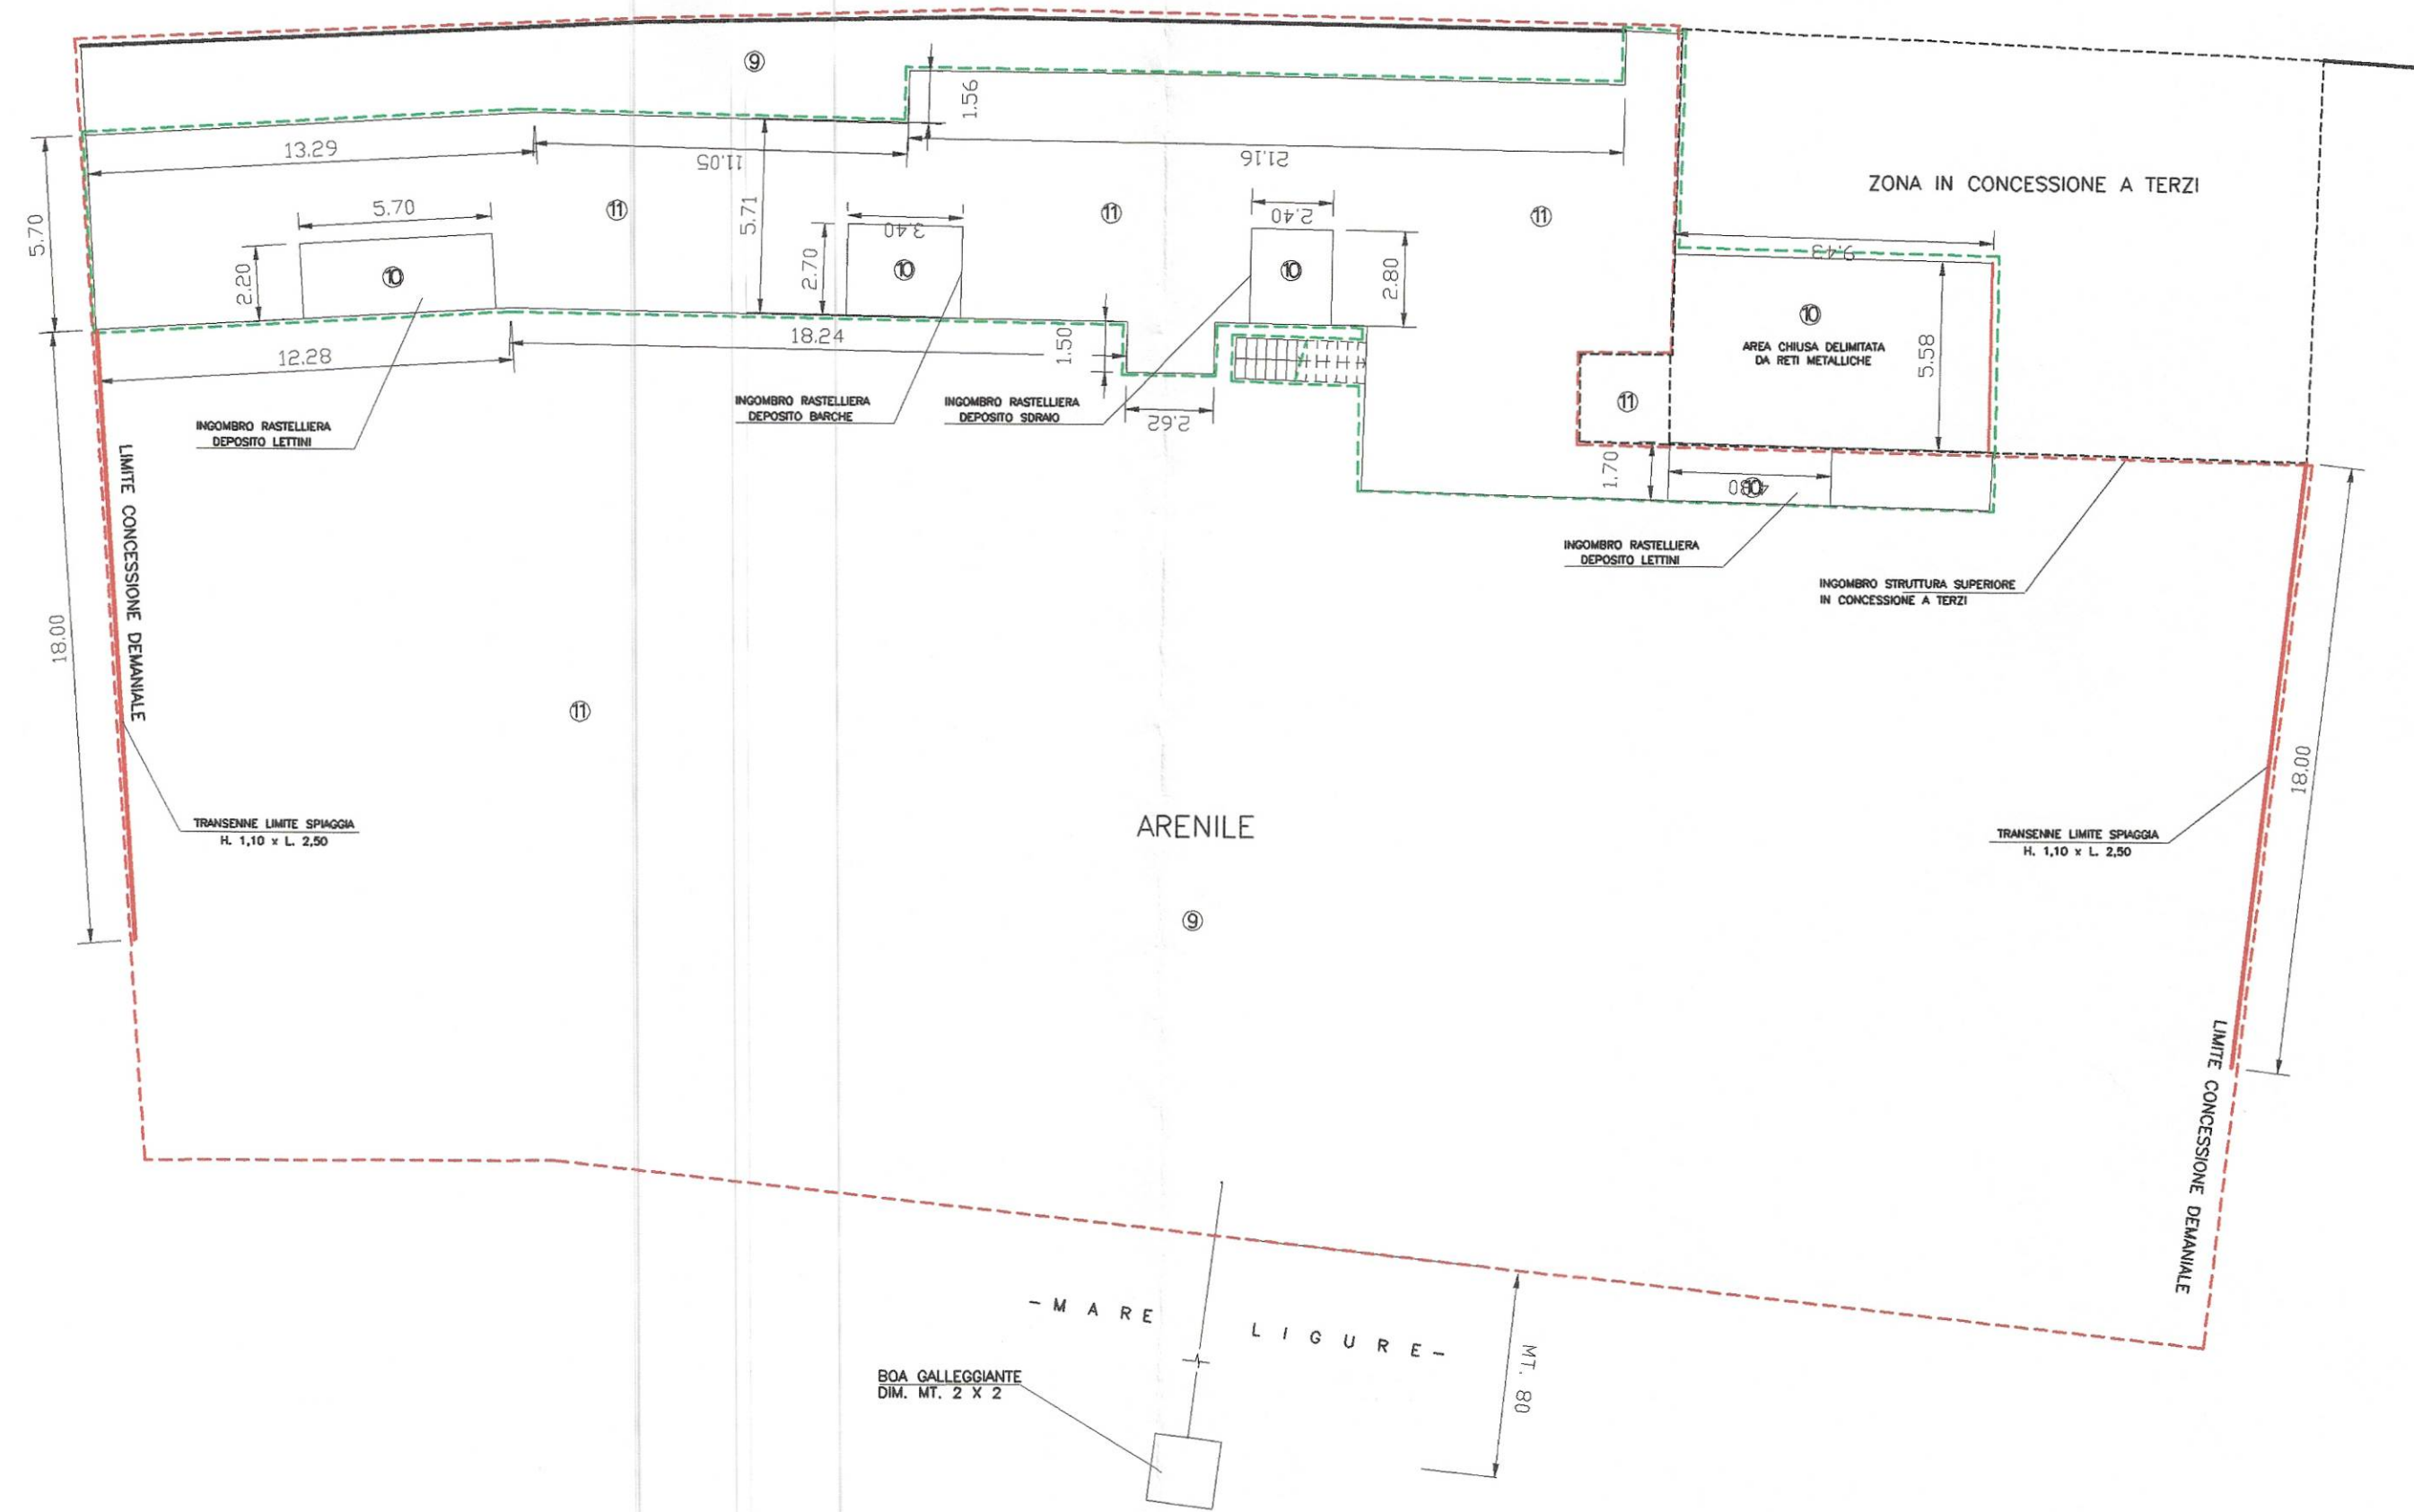 ⑨
1.56
13.29
11.05
21.16
ZONA IN CONCESSIONE A TERZI
5.70
5.70
⑪
5.71
3.40
⑪
2.40
⑪
2.20
⑩
2.70
⑩
⑩
2.80
9.43
⑩
AREA CHIUSA DELIMITATA
DA RETI METALLICHE
5.58
12.28
18.24
1.50
2.62
⑪
INGOMBRO RASTELLIERA
DEPOSITO LETTINI
INGOMBRO RASTELLIERA
DEPOSITO BARCHE
INGOMBRO RASTELLIERA
DEPOSITO SDRAIO
1.70
4.80
⑩
INGOMBRO RASTELLIERA
DEPOSITO LETTINI
INGOMBRO STRUTTURA SUPERIORE
IN CONCESSIONE A TERZI
LIMITE CONCESSIONE DEMANIALE
18.00
⑪
TRANSENNE LIMITE SPIAGGIA
H. 1,10 x L. 2,50
ARENILE
⑨
18.00
TRANSENNE LIMITE SPIAGGIA
H. 1,10 x L. 2,50
LIMITE CONCESSIONE DEMANIALE
-MARE LIGURE-
MT. 80
BOA GALLEGGIANTE
DIM. MT. 2 X 2